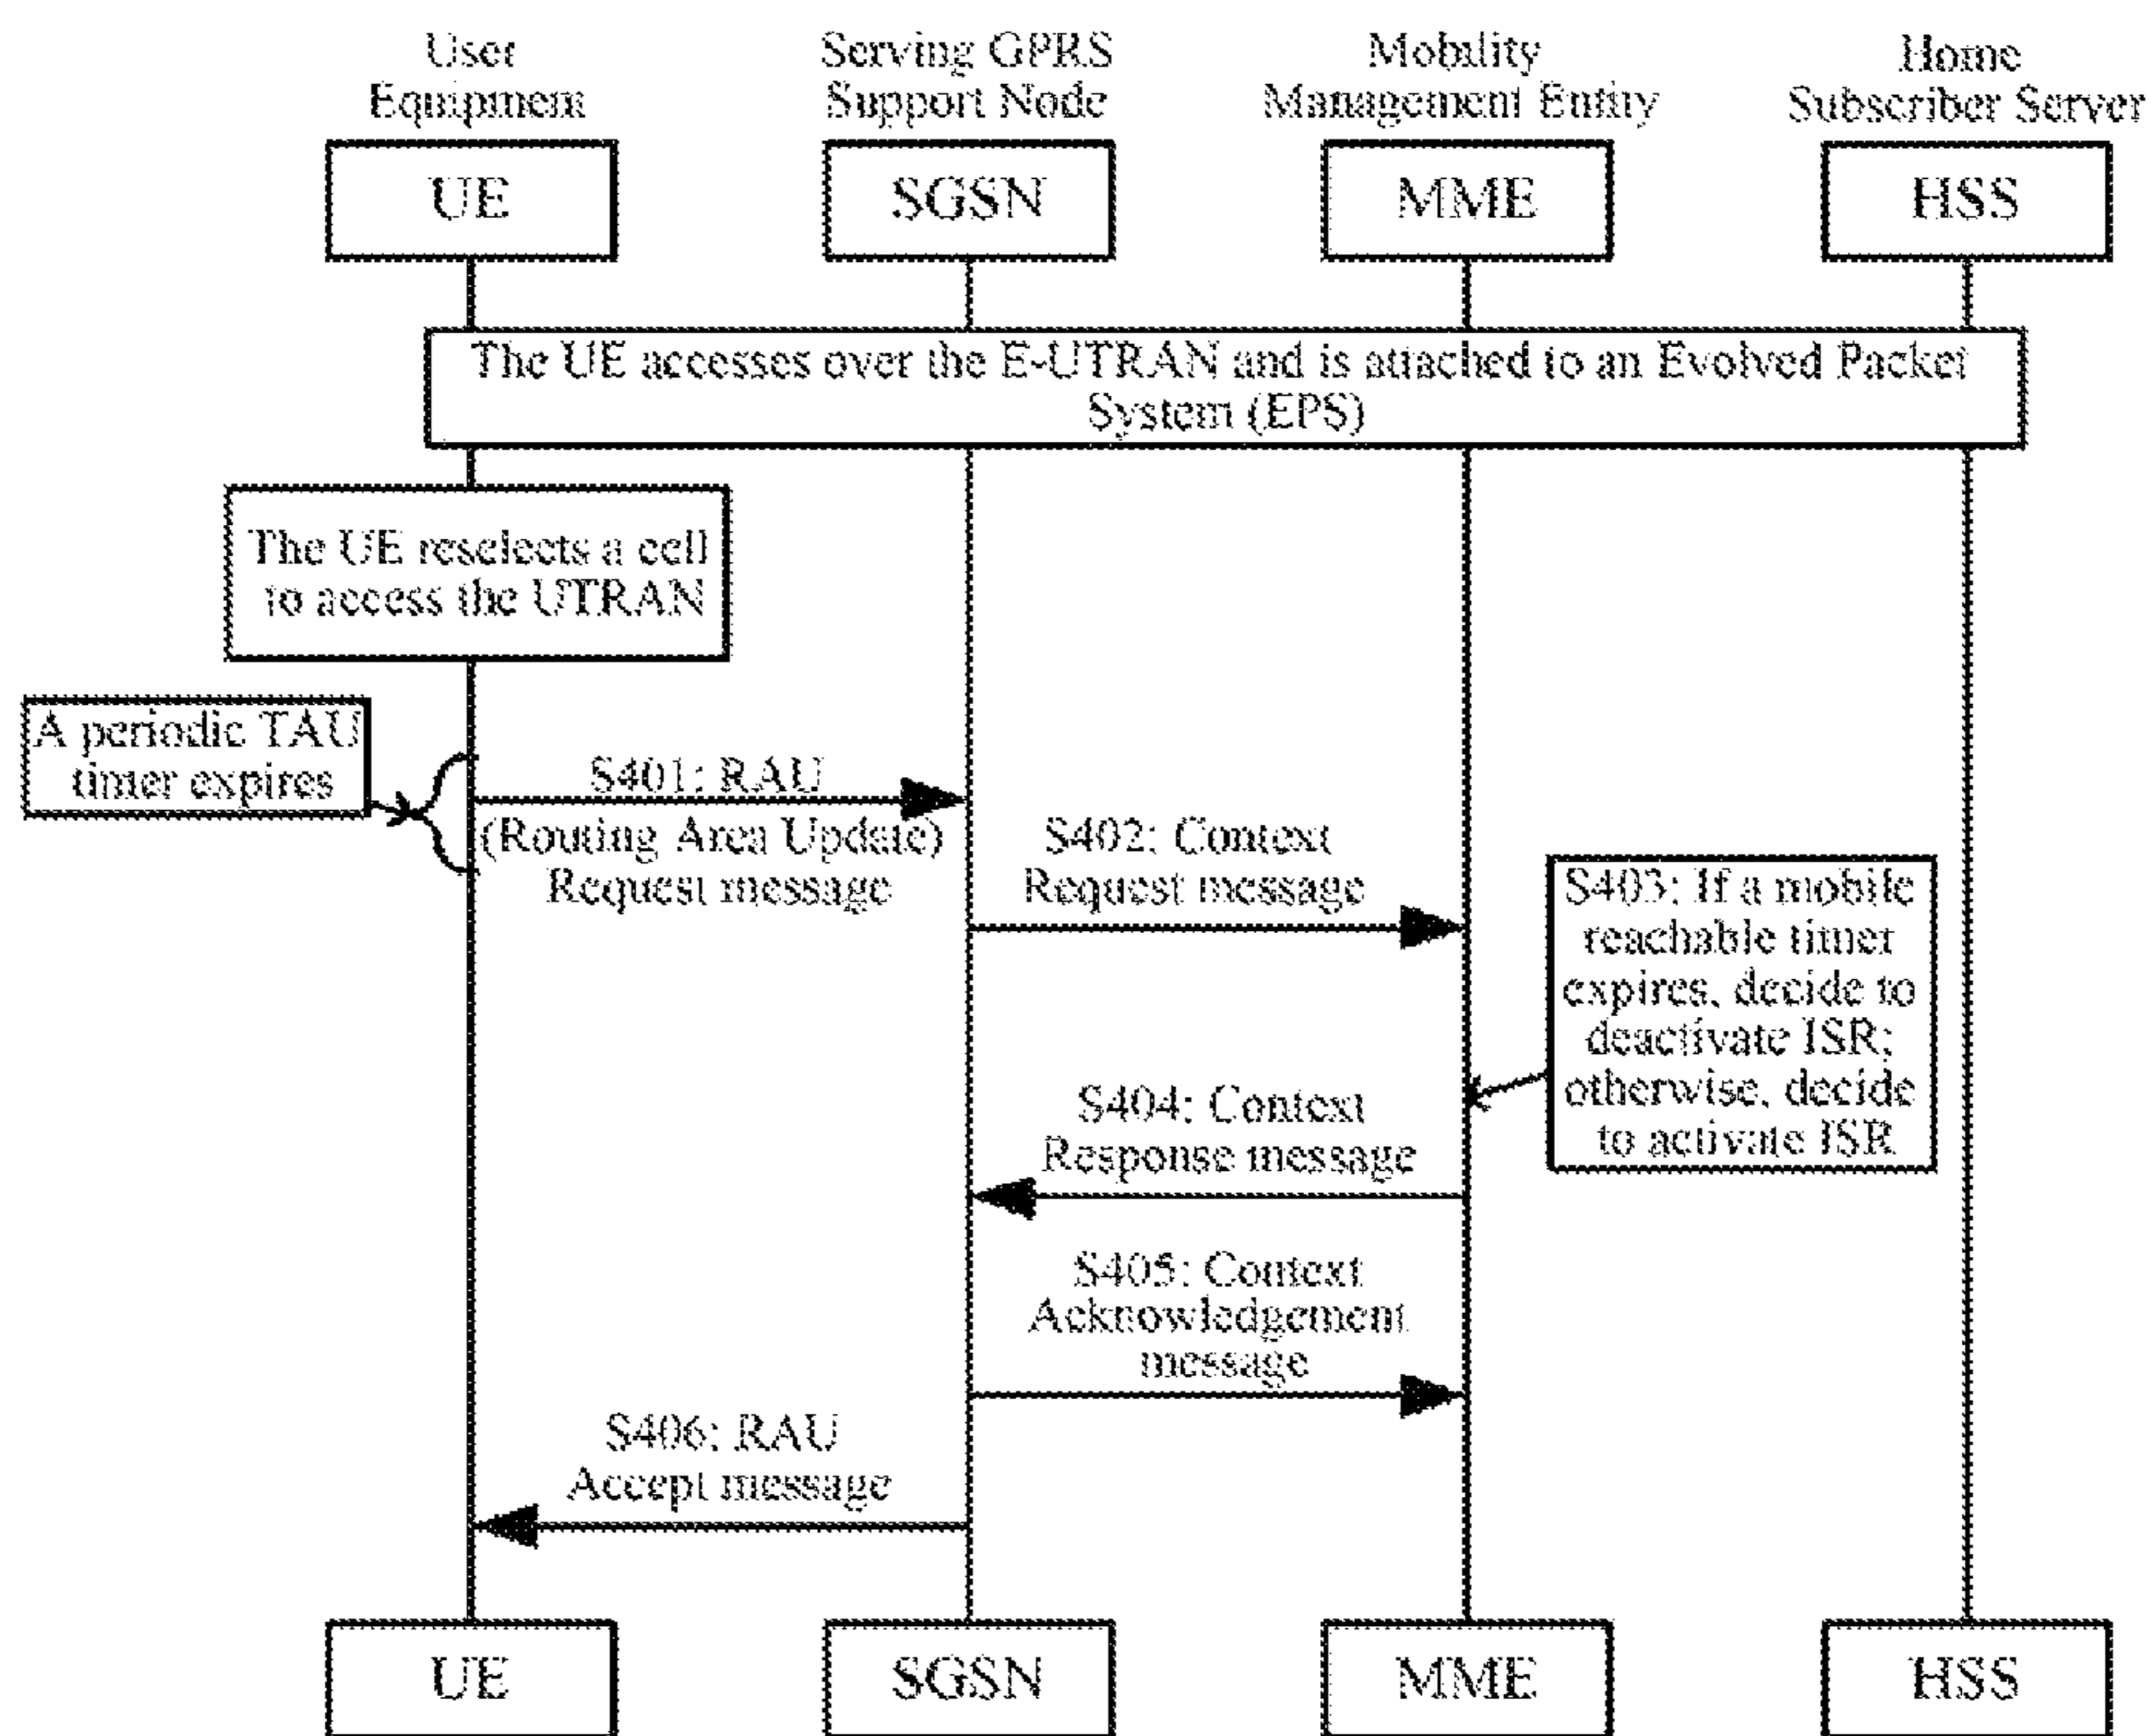 User
Equipment
Serving GPRS
Support Node
Mobility
Management Entity
Home
Subscriber Server
UE
SGSN
MME
HSS
The UE accesses over the E-UTRAN and is attached to an Evolved Packet
System (EPS)
The UE reselects a cell
to access the UTRAN
A periodic TAU
timer expires
S401: RAU
(Routing Area Update)
Request message
S402: Context
Request message
S403: If a mobile
reachable timer
expires, decide to
deactivate ISR;
otherwise, decide
to activate ISR
S404: Context
Response message
S405: Context
Acknowledgement
message
S406: RAU
Accept message
UE
SGSN
MME
HSS